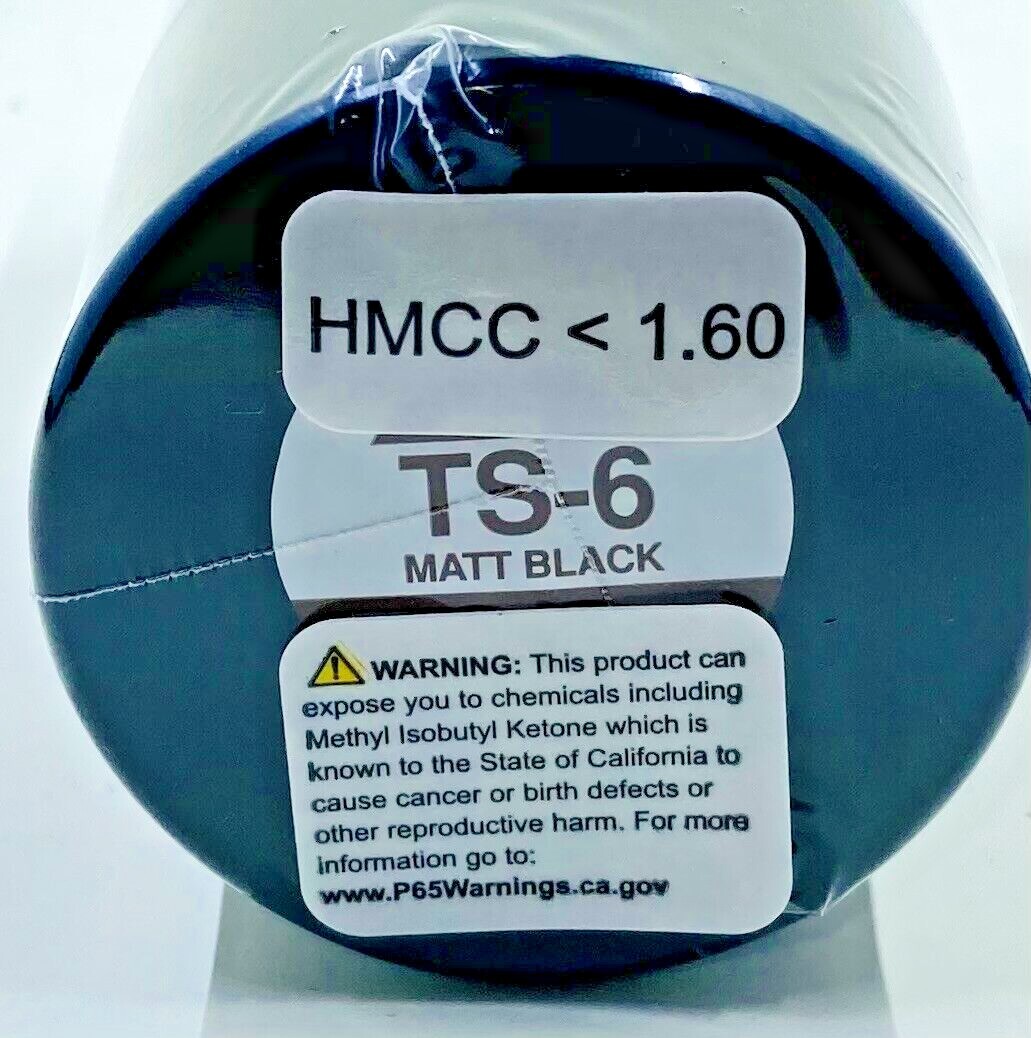 HMCC < 1.60
TS-6
MATT BLACK
WARNING: This product can
expose you to chemicals including
Methyl Isobutyl Ketone which is
known to the State of California to
cause cancer or birth defects or
other reproductive harm. For more
information go to:
www.P65Warnings.ca.gov